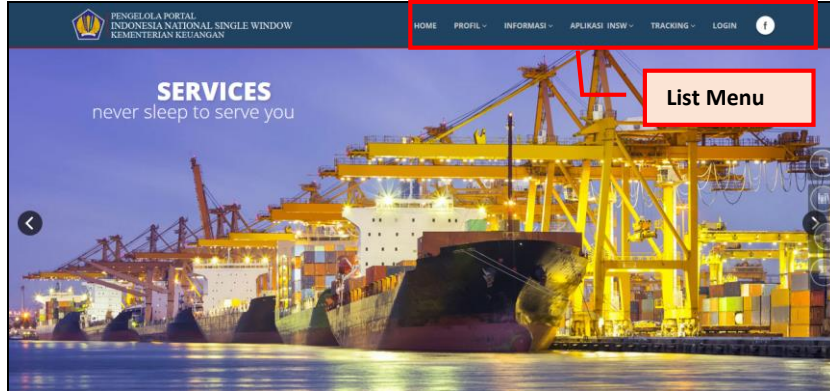 PENGELOLA PORTAL
INDONESIA NATIONAL SINGLE WINDOW
KEMENTERIAN KEUANGAN
HOME PROFIL INFORMASI APLIKASI INSW TRACKING LOGIN f
List Menu
SERVICES
never sleep to serve you